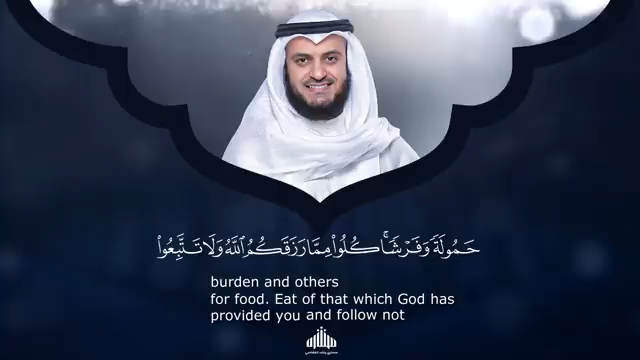 حَمُولَةً وَفَرْشًا ۚ كُلُوا۟ مِمَّا رَزَقَكُمُ ٱللَّهُ وَلَا تَتَّبِعُوا۟
burden and others
for food. Eat of that which God has
provided you and follow not